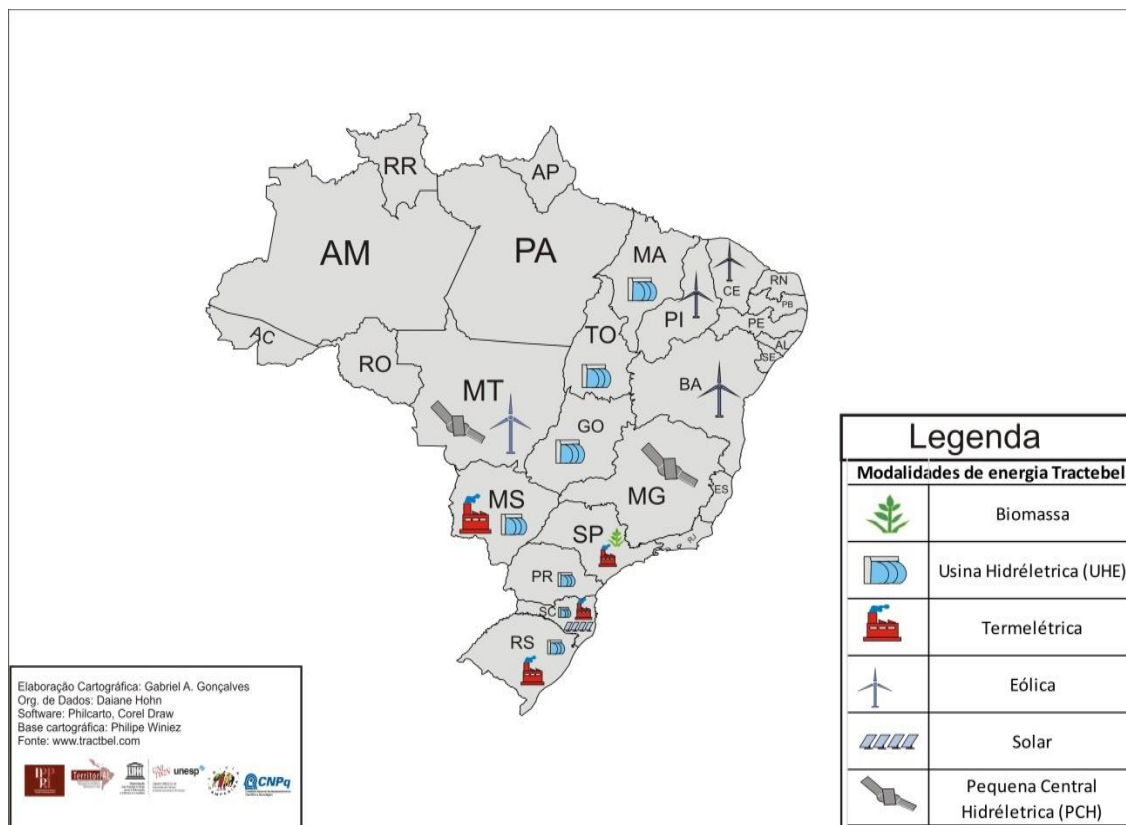 RR
AP
AM
PA
MA
CE
RN
PB
PI
PE
AL
SE
AC
TO
RO
BA
MT
GO
MG
ES
MS
SP
RJ
PR
SC
RS
Legenda
Modalidades de energia Tractebel
Biomassa
Usina Hidréletrica (UHE)
Termelétrica
Eólica
Solar
Pequena Central
Hidréletrica (PCH)
Elaboração Cartográfica: Gabriel A. Gonçalves
Org. de Dados: Daiane Hohn
Software: Philcarto, Corel Draw
Base cartográfica: Philipe Winiez
Fonte: www.tractbel.com
unesp
CNPq